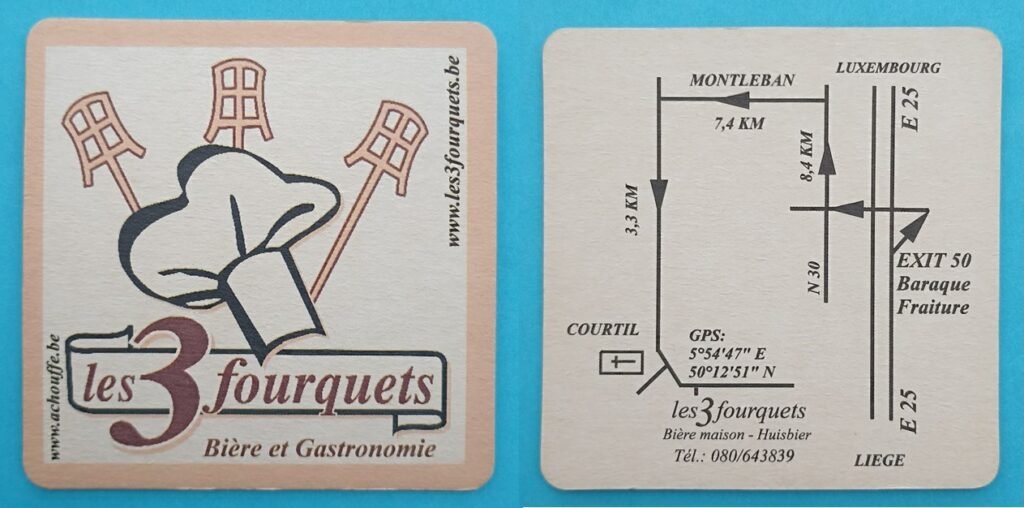 www.les3fourquets.be
www.achouffe.be
les 3 fourquets
Bière et Gastronomie
MONTLEBAN
LUXEMBOURG
7,4 KM
E 25
8,4 KM
3,3 KM
N 30
EXIT 50
Baraque
Fraiture
COURTIL
GPS:
5°54'47" E
50°12'51" N
les 3 fourquets
Bière maison - Huisbier
Tél.: 080/643839
E 25
LIEGE